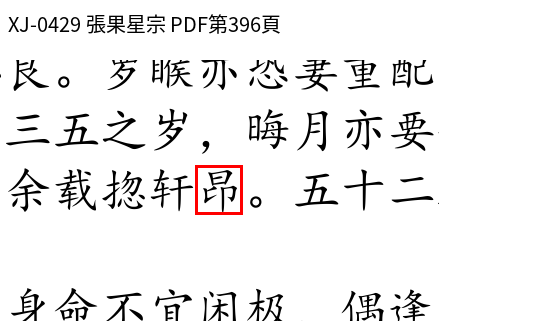 XJ-0429 張果星宗 PDF第396頁
艮。罗睺亦恐妻重配
三五之岁，晦月亦要
余载揔轩昂。五十二
身命不宜闲极，偶逢